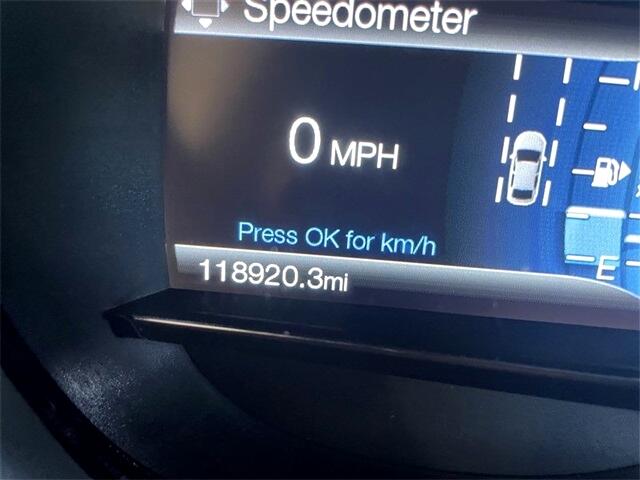 Speedometer
0 MPH
Press OK for km/h
118920.3mi
E